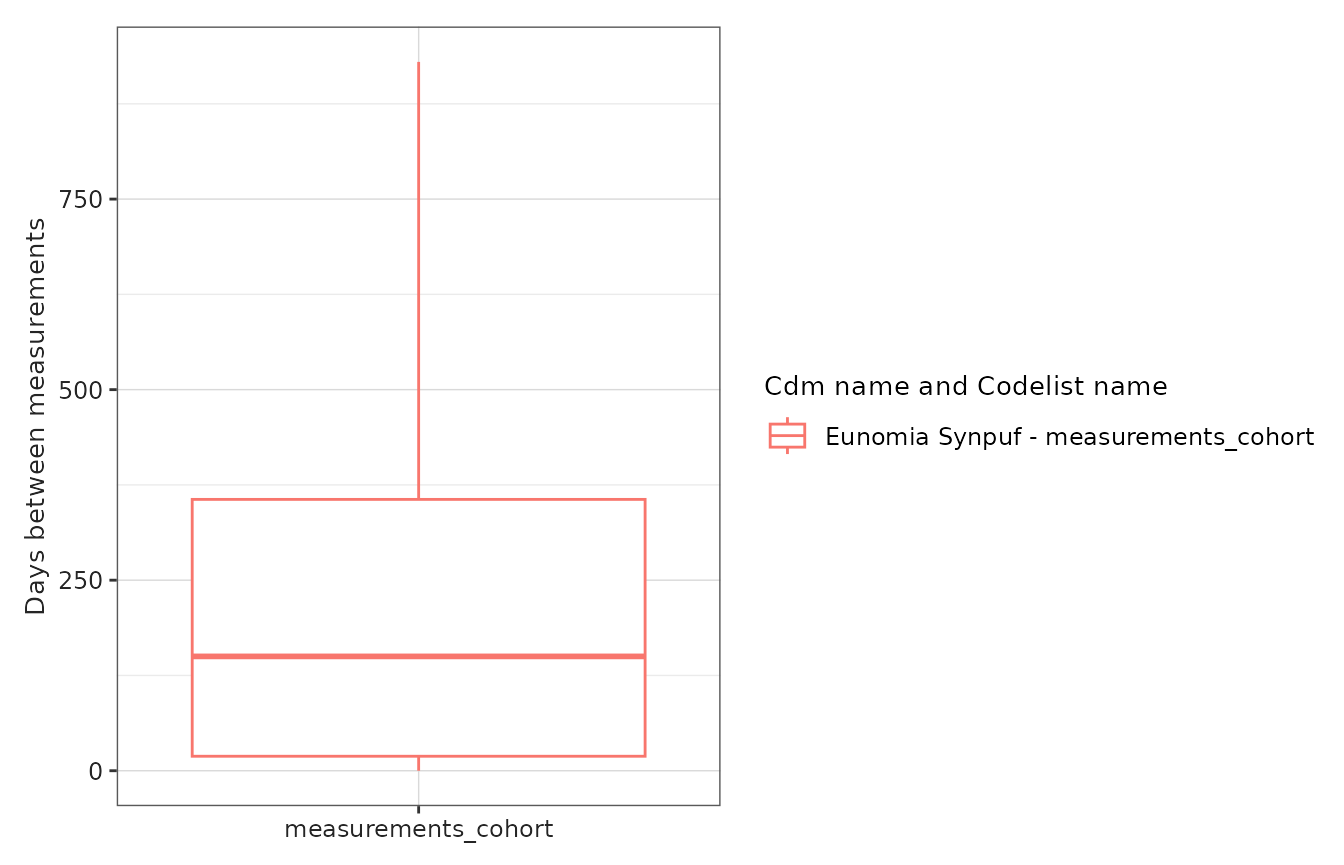 Days between measurements
750
500
250
0
measurements_cohort
Cdm name and Codelist name
Eunomia Synpuf - measurements_cohort